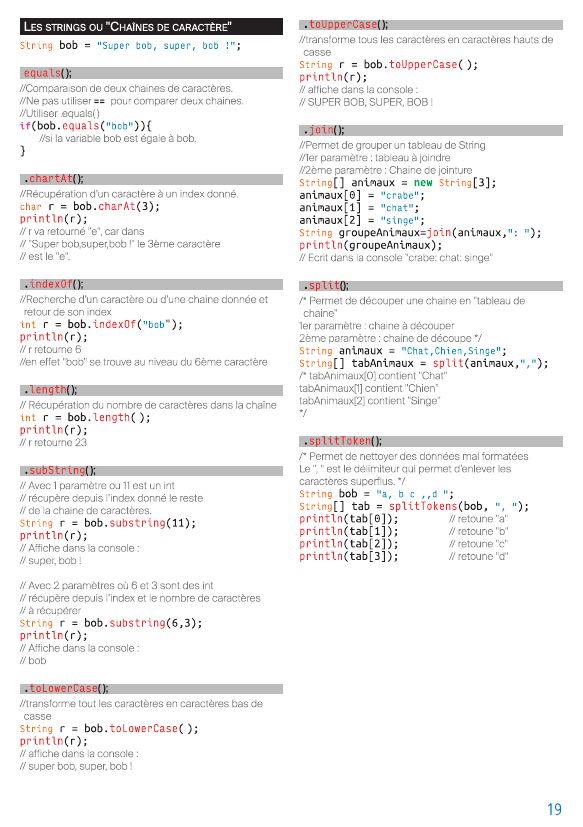 LES STRINGS OU "CHAÎNES DE CARACTÈRE"
String bob = "Super bob, super, bob !";
equals();
//Comparaison de deux chaines de caractères.
//Ne pas utiliser == pour comparer deux chaines.
//Utiliser .equals()
if(bob.equals("bob")){
//si la variable bob est égale à bob.
}
.chartAt();
//Récupération d'un caractère à un index donné.
char r = bob.charAt(3);
println(r);
// r va retourné "e", car dans
// "Super bob,super,bob !" le 3ème caractère
// est le "e".
.indexOf();
//Recherche d'un caractère ou d'une chaine donnée et
retour de son index
int r = bob.indexOf("bob");
println(r);
// r retourne 6
//en effet "bob" se trouve au niveau du 6ème caractère
.length();
// Récupération du nombre de caractères dans la chaîne
int r = bob.length( );
println(r);
// r retourne 23
.subString();
// Avec 1 paramètre ou 11 est un int
// récupère depuis l'index donné le reste
// de la chaine de caractères.
String r = bob.substring(11);
println(r);
// Affiche dans la console :
// super, bob !
// Avec 2 paramètres où 6 et 3 sont des int
// récupère depuis l'index et le nombre de caractères
// à récupérer
String r = bob.substring(6,3);
println(r);
// Affiche dans la console :
// bob
.toLowerCase();
//transforme tout les caractères en caractères bas de
casse
String r = bob.toLowerCase( );
println(r);
// affiche dans la console :
// super bob, super, bob !
.toUpperCase();
//transforme tous les caractères en caractères hauts de
casse
String r = bob.toUpperCase( );
println(r);
// affiche dans la console :
// SUPER BOB, SUPER, BOB !
.join();
//Permet de grouper un tableau de String
//1er paramètre : tableau à joindre
//2ème paramètre : Chaine de jointure
String[] animaux = new String[3];
animaux[0] = "crabe";
animaux[1] = "chat";
animaux[2] = "singe";
String groupeAnimaux=join(animaux,": ");
println(groupeAnimaux);
// Ecrit dans la console "crabe: chat: singe"
.split();
/* Permet de découper une chaine en "tableau de
chaine"
1er paramètre : chaine à découper
2ème paramètre : chaine de découpe */
String animaux = "Chat,Chien,Singe";
String[] tabAnimaux = split(animaux,",");
/* tabAnimaux[0] contient "Chat"
tabAnimaux[1] contient "Chien"
tabAnimaux[2] contient "Singe"
*/
.splitToken();
/* Permet de nettoyer des données mal formatées
Le ", " est le délimiteur qui permet d'enlever les
caractères superflus. */
String bob = "a, b c ,,d ";
String[] tab = splitTokens(bob, ", ");
println(tab[0]); // retoune "a"
println(tab[1]); // retoune "b"
println(tab[2]); // retoune "c"
println(tab[3]); // retoune "d"
19